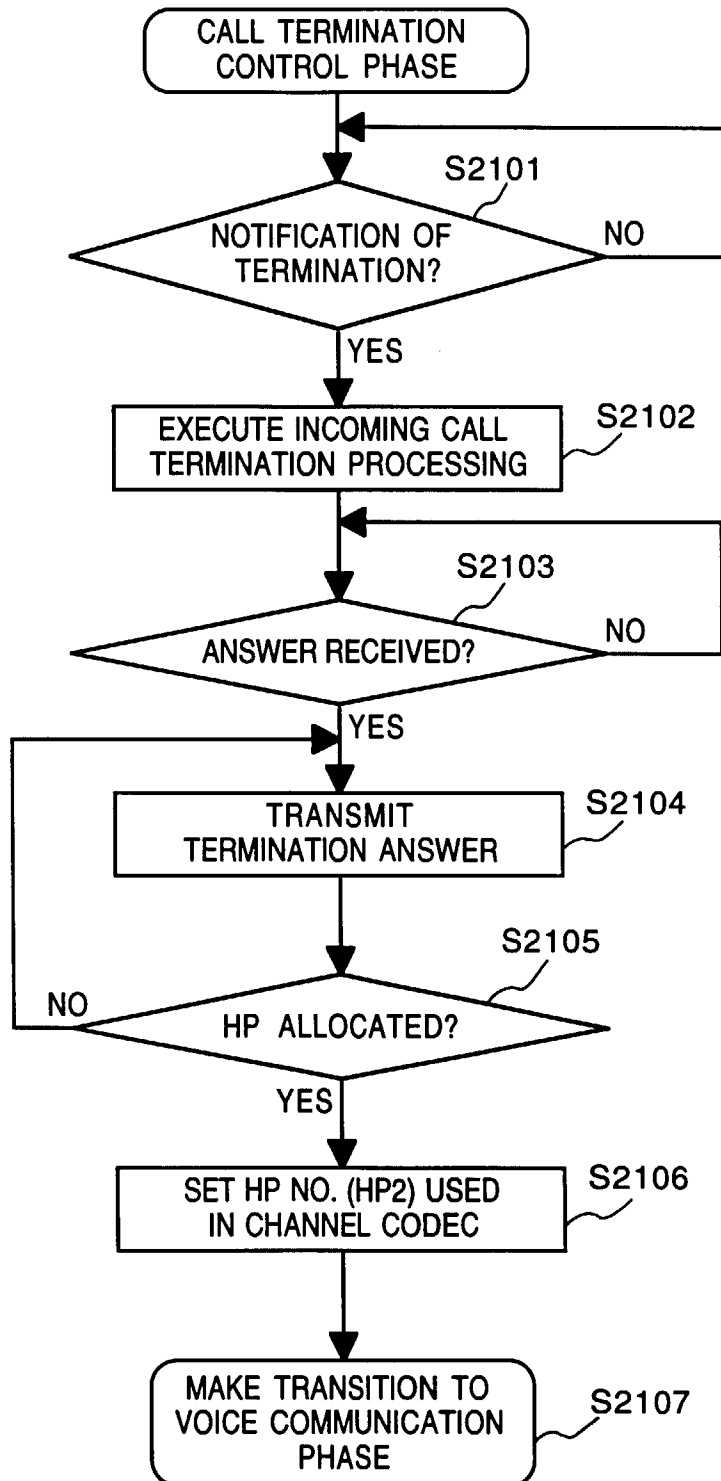 CALL TERMINATION
CONTROL PHASE
S2101
NOTIFICATION OF
TERMINATION?
NO
YES
EXECUTE INCOMING CALL
TERMINATION PROCESSING
S2102
S2103
ANSWER RECEIVED?
NO
YES
TRANSMIT
TERMINATION ANSWER
S2104
S2105
NO
HP ALLOCATED?
YES
SET HP NO. (HP2) USED
IN CHANNEL CODEC
S2106
MAKE TRANSITION TO
VOICE COMMUNICATION
PHASE
S2107